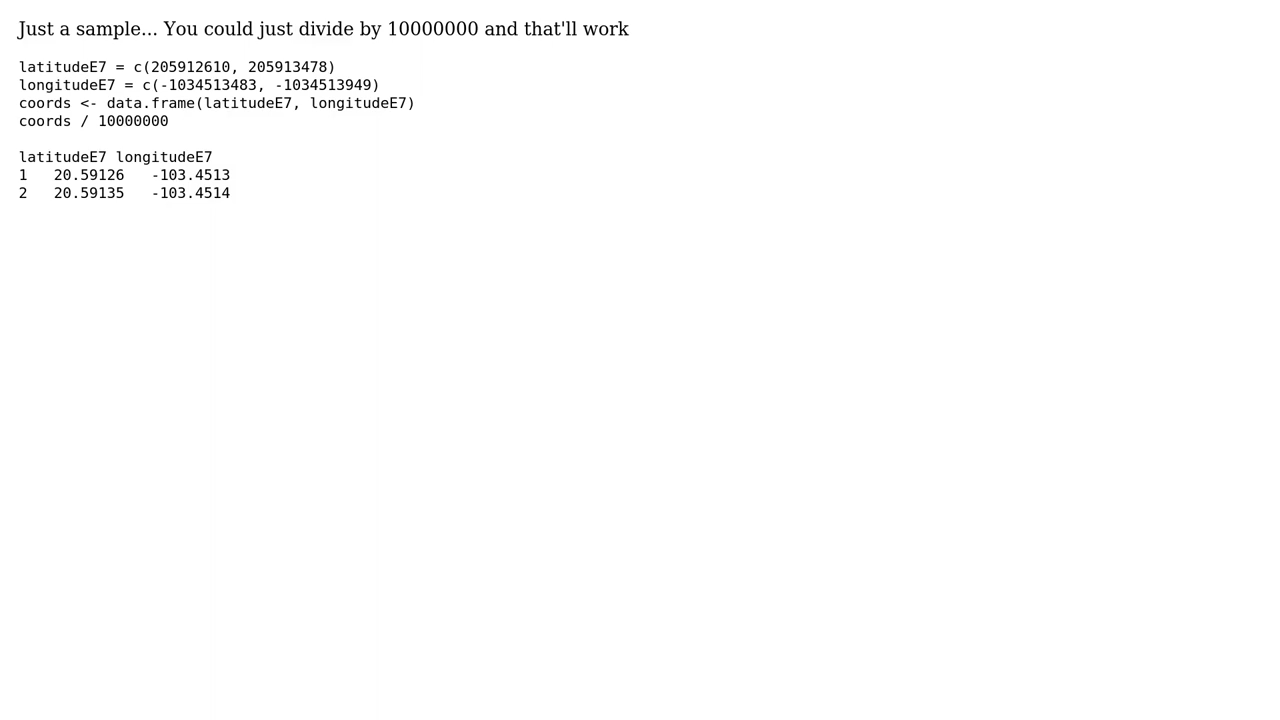 Just a sample... You could just divide by 10000000 and that'll work
latitudeE7 = c(205912610, 205913478)
longitudeE7 = c(-1034513483, -1034513949)
coords <- data.frame(latitudeE7, longitudeE7)
coords / 10000000
latitudeE7 longitudeE7
1   20.59126   -103.4513
2   20.59135   -103.4514